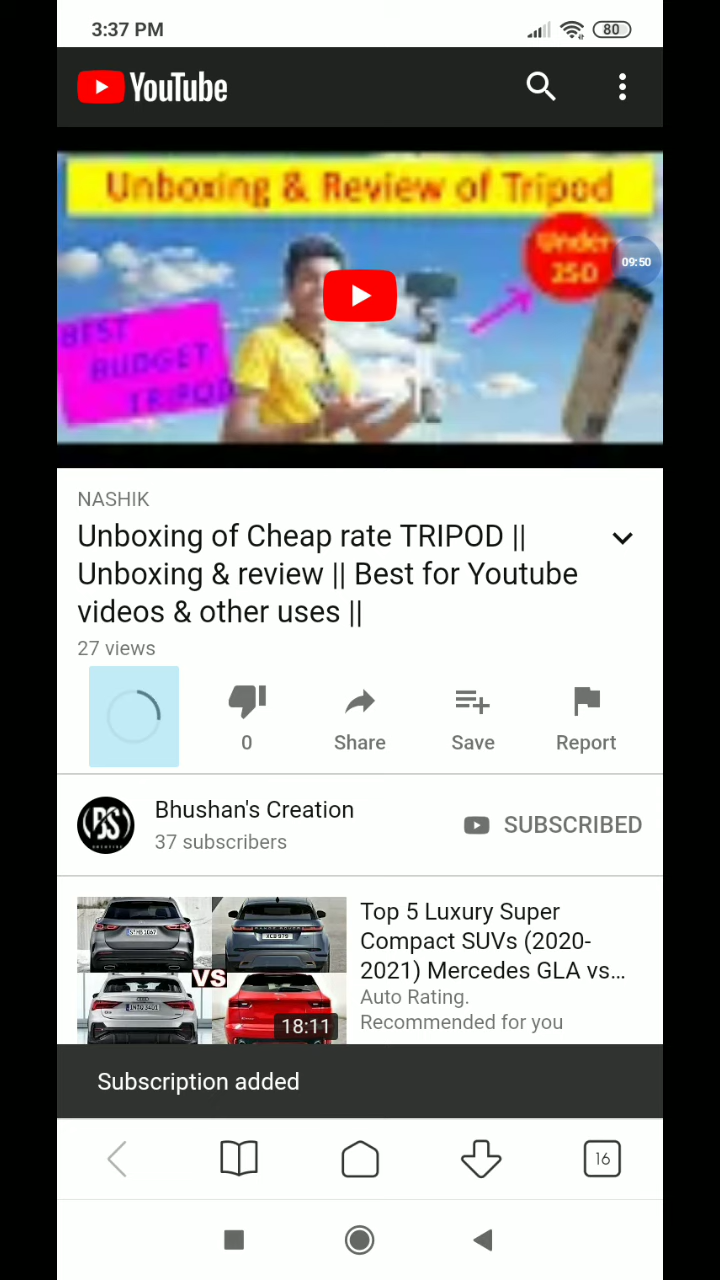 3:37 PM
80
YouTube
Unboxing & Review of Tripod
Under
250
09:50
BEST
BUDGET
TRIPOD
NASHIK
Unboxing of Cheap rate TRIPOD ||
Unboxing & review || Best for Youtube
videos & other uses ||
27 views
0
Share
Save
Report
Bhushan's Creation
37 subscribers
SUBSCRIBED
Top 5 Luxury Super
Compact SUVs (2020-
2021) Mercedes GLA vs...
Auto Rating.
Recommended for you
VS
18:11
Subscription added
16